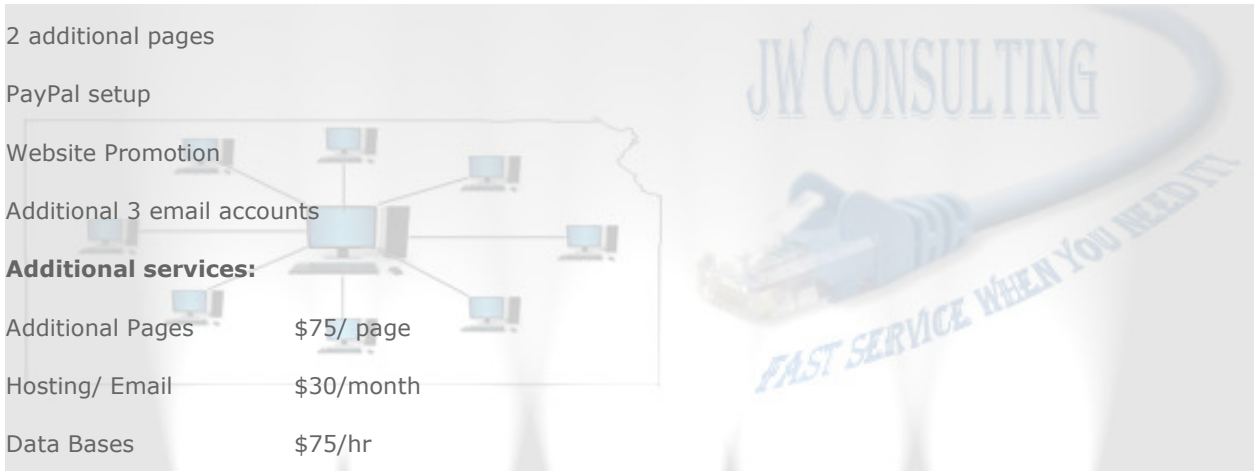 2 additional pages
JW CONSULTING
PayPal setup
Website Promotion
Additional 3 email accounts
Additional services:
Additional Pages $75/ page
FAST SERVICE WHEN YOU NEED IT!
Hosting/ Email $30/month
Data Bases $75/hr